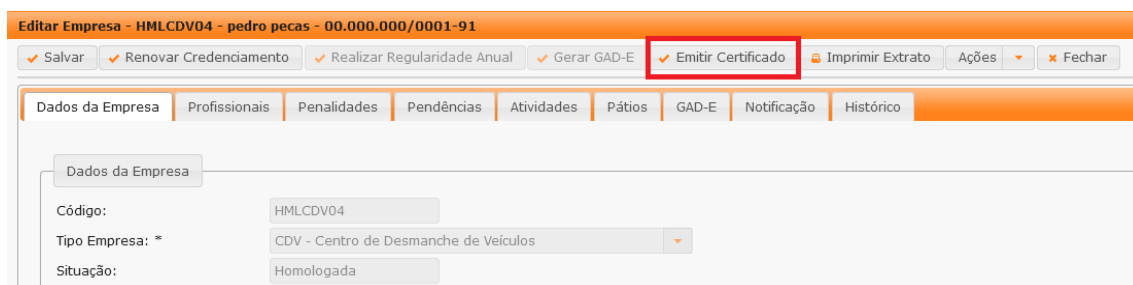 Editar Empresa - HMLCDV04 - pedro pecas - 00.000.000/0001-91
Salvar Renovar Credenciamento Realizar Regularidade Anual Gerar GAD-E Emitir Certificado Imprimir Extrato Ações Fechar
Dados da Empresa Profissionais Penalidades Pendências Atividades Pátios GAD-E Notificação Histórico
Dados da Empresa
Código: HMLCDV04
Tipo Empresa: * CDV - Centro de Desmanche de Veículos
Situação: Homologada